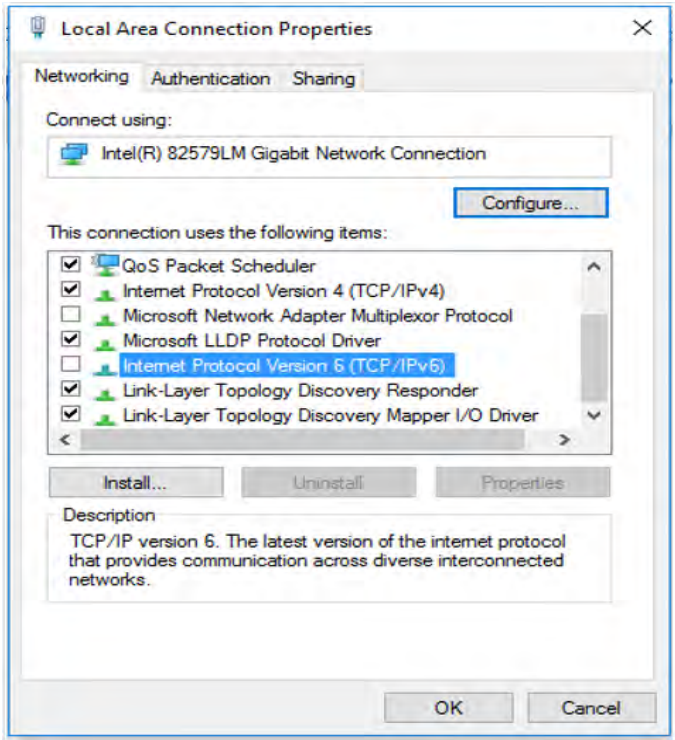 Local Area Connection Properties
Networking Authentication Sharing
Connect using:
Intel(R) 82579LM Gigabit Network Connection
Configure...
This connection uses the following items:
QoS Packet Scheduler
Internet Protocol Version 4 (TCP/IPv4)
Microsoft Network Adapter Multiplexor Protocol
Microsoft LLDP Protocol Driver
Internet Protocol Version 6 (TCP/IPv6)
Link-Layer Topology Discovery Responder
Link-Layer Topology Discovery Mapper I/O Driver
Install... Uninstall Properties
Description
TCP/IP version 6. The latest version of the internet protocol
that provides communication across diverse interconnected
networks.
OK Cancel